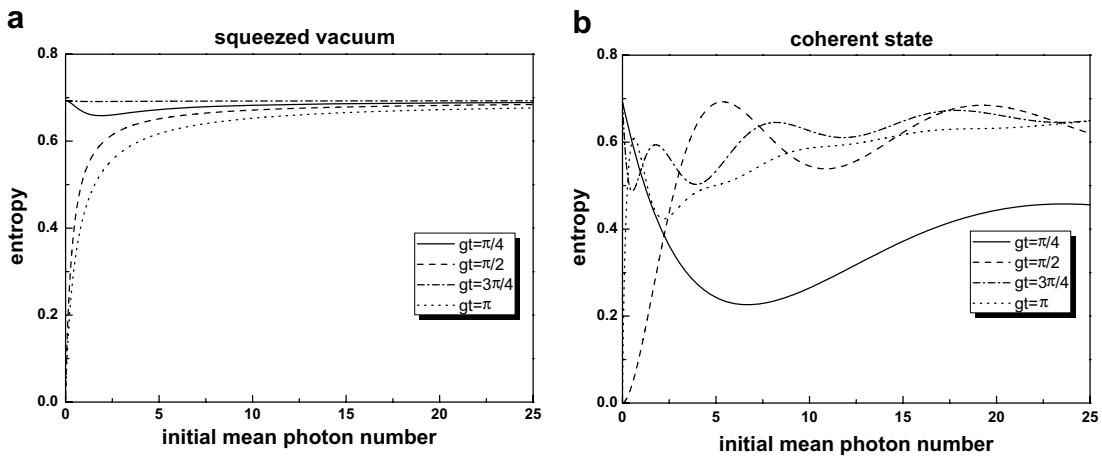 a
squeezed vacuum
0.8
0.6
0.4
0.2
0.0
entropy
gt=π/4
gt=π/2
gt=3π/4
gt=π
0 5 10 15 20 25
initial mean photon number
b
coherent state
0.8
0.6
0.4
0.2
0.0
entropy
gt=π/4
gt=π/2
gt=3π/4
gt=π
0 5 10 15 20 25
initial mean photon number